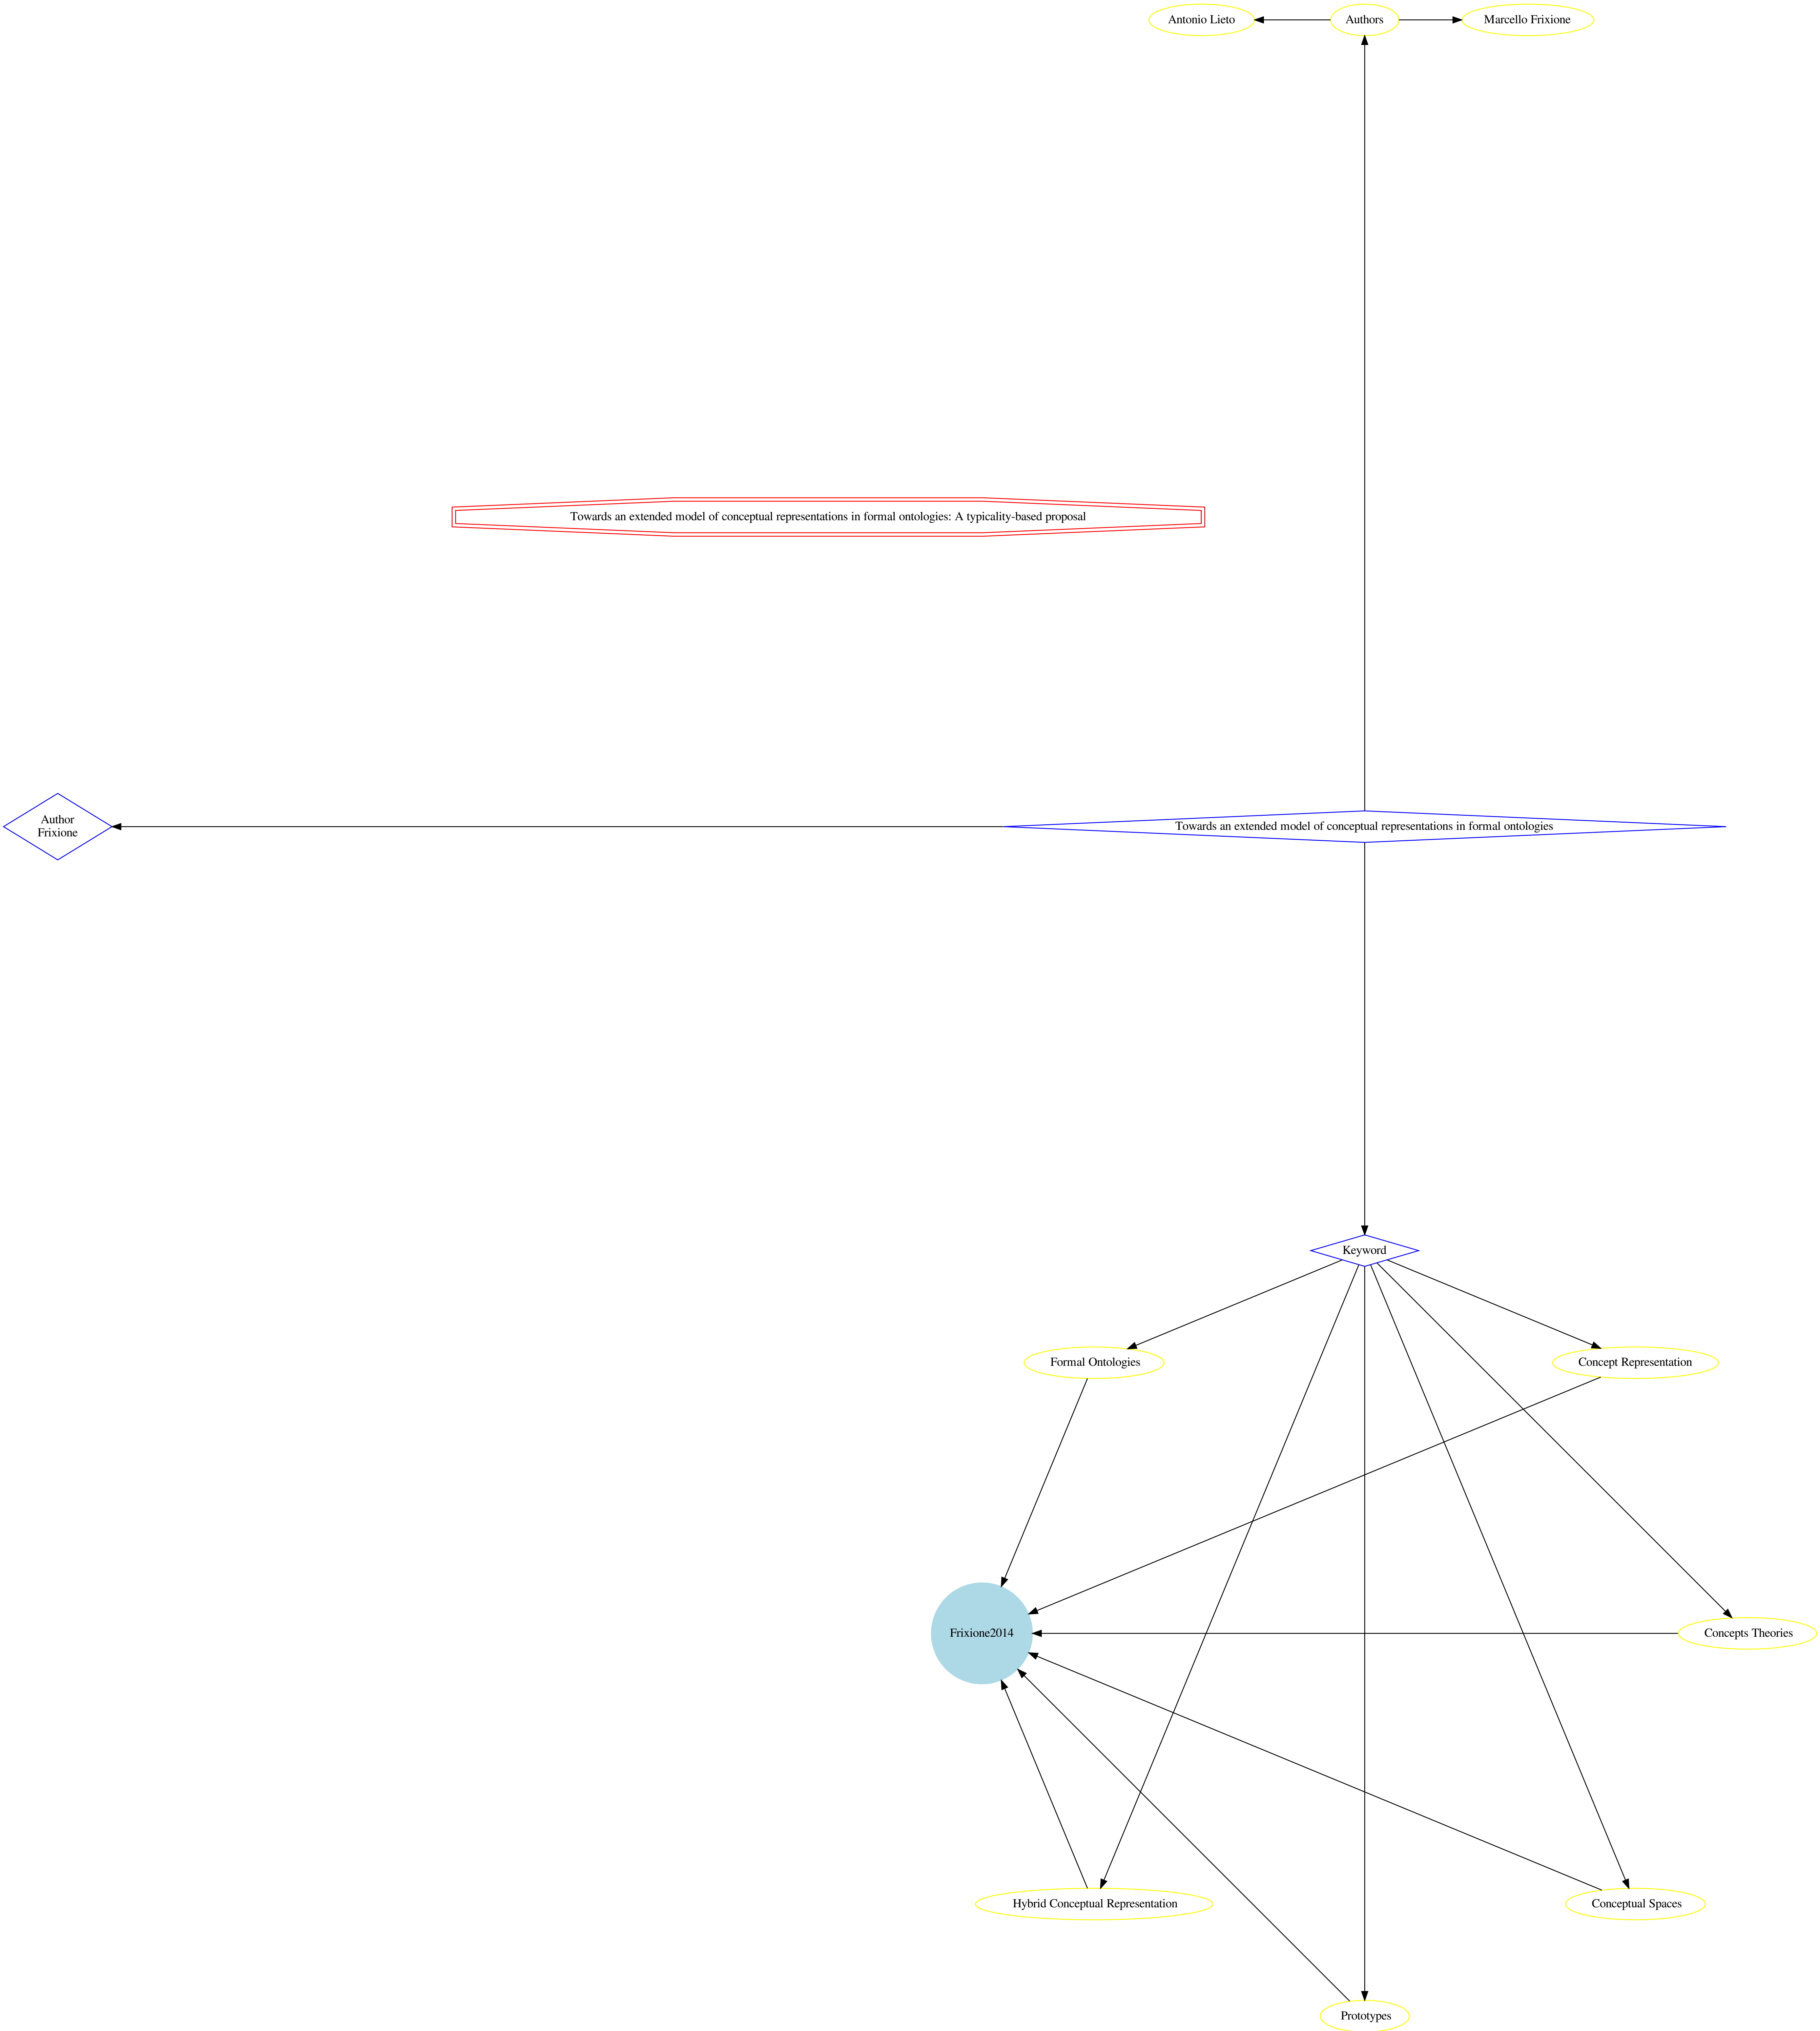 Antonio Lieto
Authors
Marcello Frixione
Towards an extended model of conceptual representations in formal ontologies: A typicality-based proposal
Author
Frixione
Towards an extended model of conceptual representations in formal ontologies
Keyword
Formal Ontologies
Concept Representation
Frixione2014
Concepts Theories
Hybrid Conceptual Representation
Conceptual Spaces
Prototypes